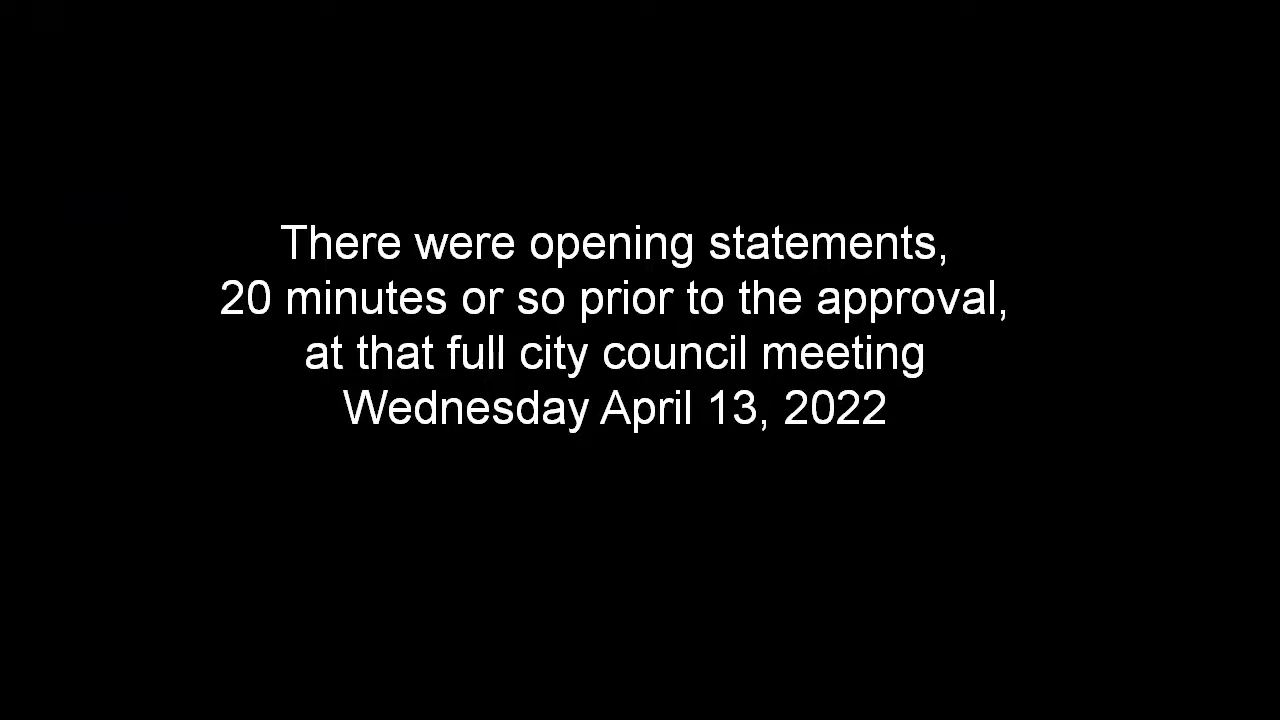 There were opening statements,
20 minutes or so prior to the approval,
at that full city council meeting
Wednesday April 13, 2022